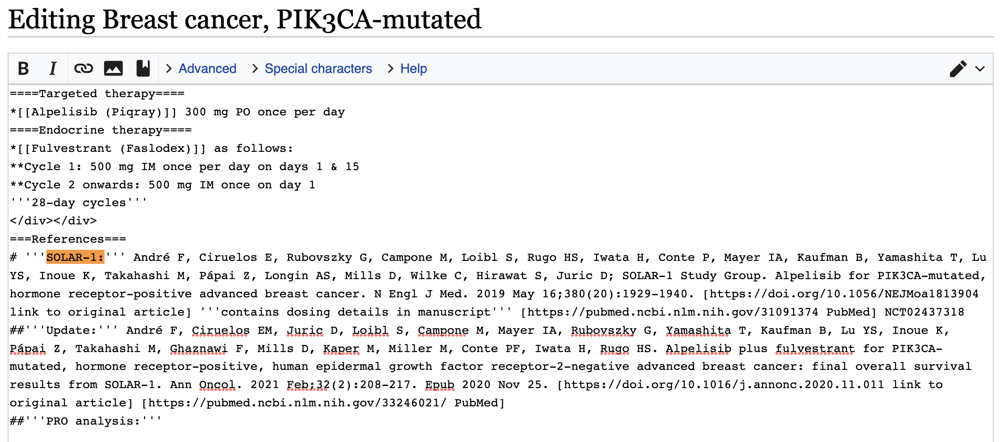 Editing Breast cancer, PIK3CA-mutated
B I Advanced Special characters Help
====Targeted therapy====
*[[Alpelisib (Piqray)]] 300 mg PO once per day
====Endocrine therapy====
*[[Fulvestrant (Faslodex)]] as follows:
**Cycle 1: 500 mg IM once per day on days 1 & 15
**Cycle 2 onwards: 500 mg IM once on day 1
'''28-day cycles'''
</div></div>
===References===
# '''SOLAR-1:''' André F, Ciruelos E, Rubovszky G, Campone M, Loibl S, Rugo HS, Iwata H, Conte P, Mayer IA, Kaufman B, Yamashita T, Lu
YS, Inoue K, Takahashi M, Pápai Z, Longin AS, Mills D, Wilke C, Hirawat S, Juric D; SOLAR-1 Study Group. Alpelisib for PIK3CA-mutated,
hormone receptor-positive advanced breast cancer. N Engl J Med. 2019 May 16;380(20):1929-1940. [https://doi.org/10.1056/NEJMoa1813904
link to original article] '''contains dosing details in manuscript''' [https://pubmed.ncbi.nlm.nih.gov/31091374 PubMed] NCT02437318
##'''Update:''' André F, Ciruelos EM, Juric D, Loibl S, Campone M, Mayer IA, Rubovszky G, Yamashita T, Kaufman B, Lu YS, Inoue K,
Pápai Z, Takahashi M, Ghaznawi F, Mills D, Kaper M, Miller M, Conte PF, Iwata H, Rugo HS. Alpelisib plus fulvestrant for PIK3CA-
mutated, hormone receptor-positive, human epidermal growth factor receptor-2-negative advanced breast cancer: final overall survival
results from SOLAR-1. Ann Oncol. 2021 Feb;32(2):208-217. Epub 2020 Nov 25. [https://doi.org/10.1016/j.annonc.2020.11.011 link to
original article] [https://pubmed.ncbi.nlm.nih.gov/33246021/ PubMed]
##'''PRO analysis:'''